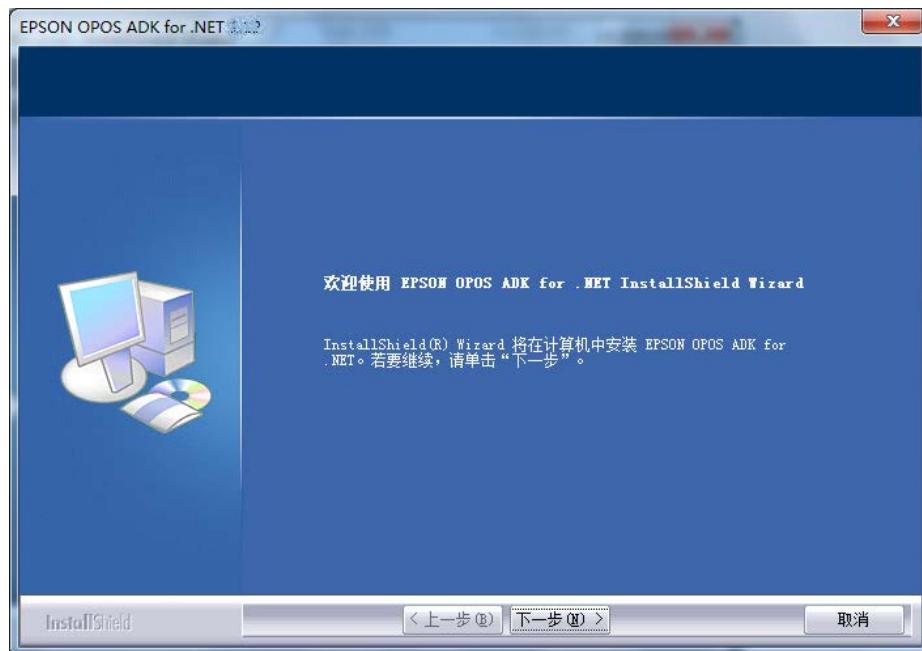 EPSON OPOS ADK for .NET
欢迎使用 EPSON OPOS ADK for .NET InstallShield Wizard
InstallShield(R) Wizard 将在计算机中安装 EPSON OPOS ADK for
.NET。若要继续，请单击“下一步”。
InstallShield
< 上一步(B)
下一步(N) >
取消